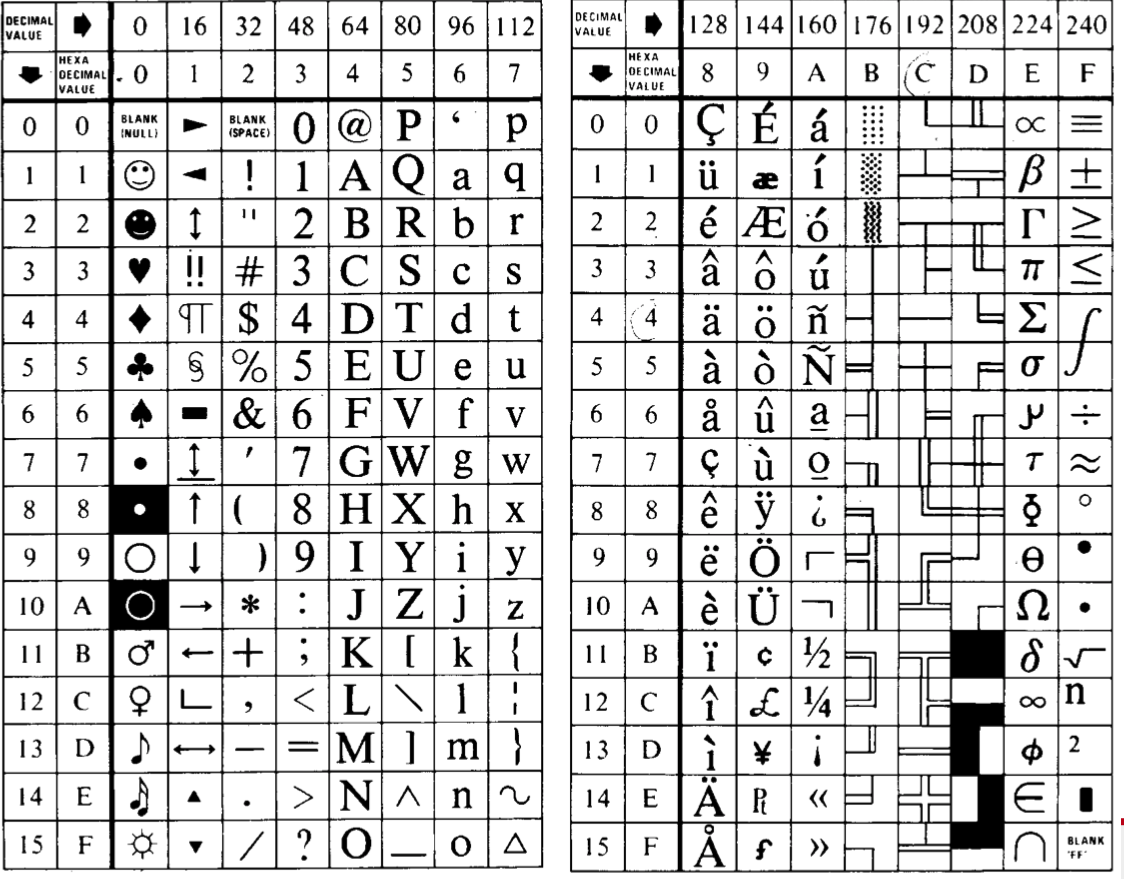 DECIMAL VALUE ➡ 0 16 32 48 64 80 96 112
⬇ HEXA DECIMAL VALUE 0 1 2 3 4 5 6 7
0 0 BLANK (NULL) ► BLANK (SPACE) 0 @ P ‘ p
1 1 ☺ ◄ ! 1 A Q a q
2 2 ☻ ↕ " 2 B R b r
3 3 ♥ ‼ # 3 C S c s
4 4 ♦ ¶ $ 4 D T d t
5 5 ♣ § % 5 E U e u
6 6 ♠ ▬ & 6 F V f v
7 7 • ↨ ′ 7 G W g w
8 8 ◘ ↑ ( 8 H X h x
9 9 ○ ↓ ) 9 I Y i y
10 A ◙ → * : J Z j z
11 B ♂ ← + ; K [ k {
12 C ♀ ∟ , < L \ l ¦
13 D ♪ ↔ — = M ] m }
14 E ♫ ▲ . > N ^ n ~
15 F ☼ ▼ / ? O _ o △
DECIMAL VALUE ➡ 128 144 160 176 192 208 224 240
⬇ HEXA DECIMAL VALUE 8 9 A B C D E F
0 0 Ç É á ░ └ ╨ ∝ ≡
1 1 ü æ í ▒ ┴ ╤ β ±
2 2 é Æ ó ▓ ┬ ╥ Γ ≥
3 3 â ô ú │ ├ ╙ π ≤
4 4 ä ö ñ ┤ ─ ╘ Σ ⌠
5 5 à ò Ñ ╡ ┼ ╒ σ ⌡
6 6 å û a ╢ ╞ ╓ µ ÷
7 7 ç ù o ╖ ╟ ╫ τ ≈
8 8 ê ÿ ¿ ╕ ╚ ╪ Φ °
9 9 ë Ö ⌐ ╣ ╔ ┘ θ •
10 A è Ü ¬ ║ ╩ ┌ Ω •
11 B ï ¢ ½ ╗ ╦ █ δ √
12 C î £ ¼ ╝ ╠ ▄ ∞ n
13 D ì ¥ ¡ ╜ ═ ▌ ϕ 2
14 E Ä ₧ « ╛ ╬ ▐ ∈ ▮
15 F Å ƒ » ┐ ╧ ▀ ∩ BLANK 'FF'